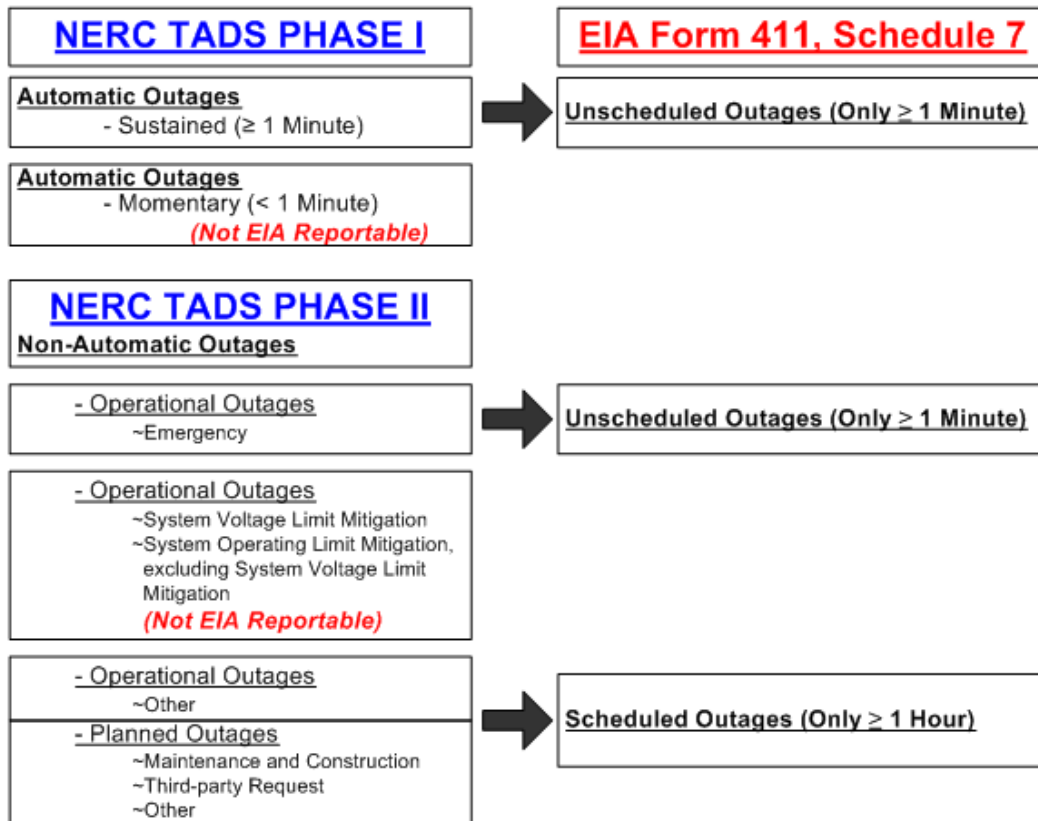 NERC TADS PHASE I
EIA Form 411, Schedule 7
Automatic Outages
- Sustained (≥ 1 Minute)
Unscheduled Outages (Only ≥ 1 Minute)
Automatic Outages
- Momentary (< 1 Minute)
(Not EIA Reportable)
NERC TADS PHASE II
Non-Automatic Outages
- Operational Outages
~Emergency
Unscheduled Outages (Only ≥ 1 Minute)
- Operational Outages
~System Voltage Limit Mitigation
~System Operating Limit Mitigation,
excluding System Voltage Limit
Mitigation
(Not EIA Reportable)
- Operational Outages
~Other
- Planned Outages
~Maintenance and Construction
~Third-party Request
~Other
Scheduled Outages (Only ≥ 1 Hour)